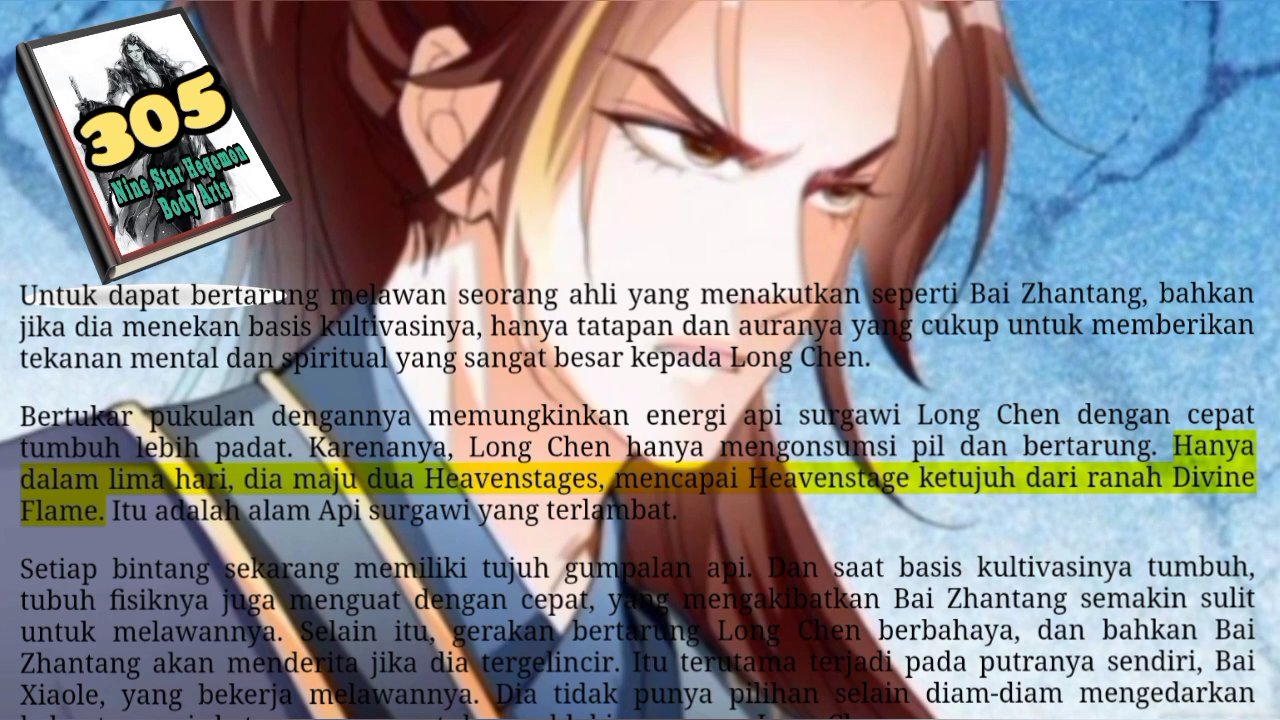 305
Nine Star Hegemon
Body Arts
Untuk dapat bertarung melawan seorang ahli yang menakutkan seperti Bai Zhantang, bahkan
jika dia menekan basis kultivasinya, hanya tatapan dan auranya yang cukup untuk memberikan
tekanan mental dan spiritual yang sangat besar kepada Long Chen.
Bertukar pukulan dengannya memungkinkan energi api surgawi Long Chen dengan cepat
tumbuh lebih padat. Karenanya, Long Chen hanya mengonsumsi pil dan bertarung. Hanya
dalam lima hari, dia maju dua Heavenstages, mencapai Heavenstage ketujuh dari ranah Divine
Flame. Itu adalah alam Api surgawi yang terlambat.
Setiap bintang sekarang memiliki tujuh gumpalan api. Dan saat basis kultivasinya tumbuh,
tubuh fisiknya juga menguat dengan cepat, yang mengakibatkan Bai Zhantang semakin sulit
untuk melawannya. Selain itu, gerakan bertarung Long Chen berbahaya, dan bahkan Bai
Zhantang akan menderita jika dia tergelincir. Itu terutama terjadi pada putranya sendiri, Bai
Xiaole, yang bekerja melawannya. Dia tidak punya pilihan selain diam-diam mengedarkan